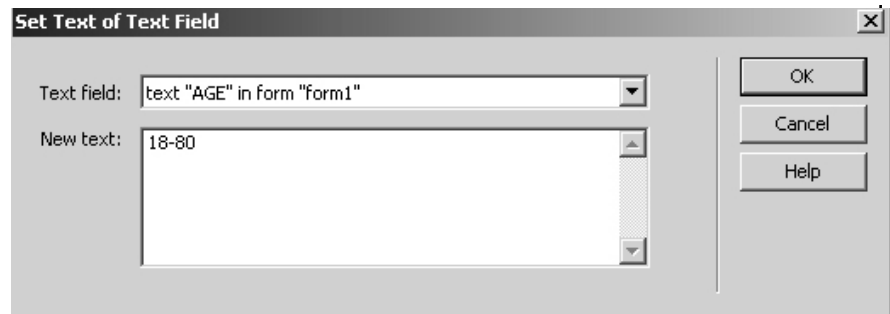 Set Text of Text Field
Text field: text "AGE" in form "form1"
New text: 18-80
OK
Cancel
Help